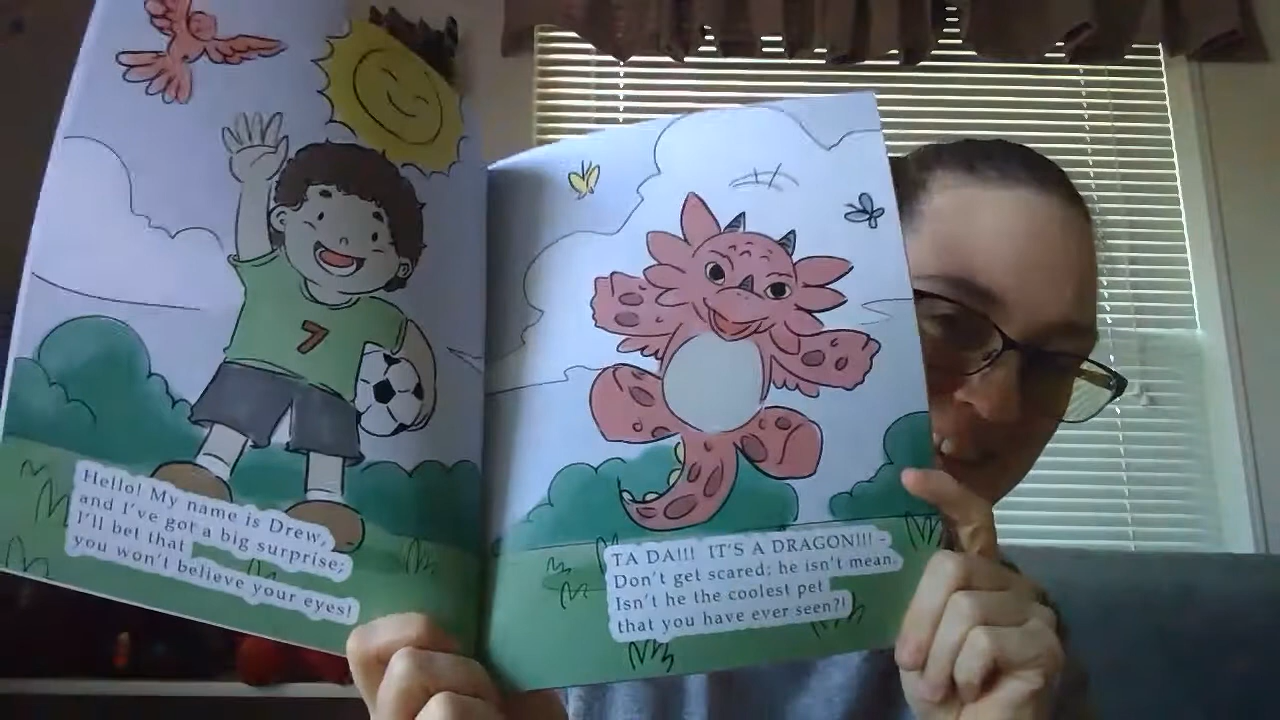 7
Hello! My name is Drew,
and I've got a big surprise;
I'll bet that
you won't believe your eyes!
TA DA!!! IT'S A DRAGON!!! -
Don't get scared; he isn't mean.
Isn't he the coolest pet
that you have ever seen?!